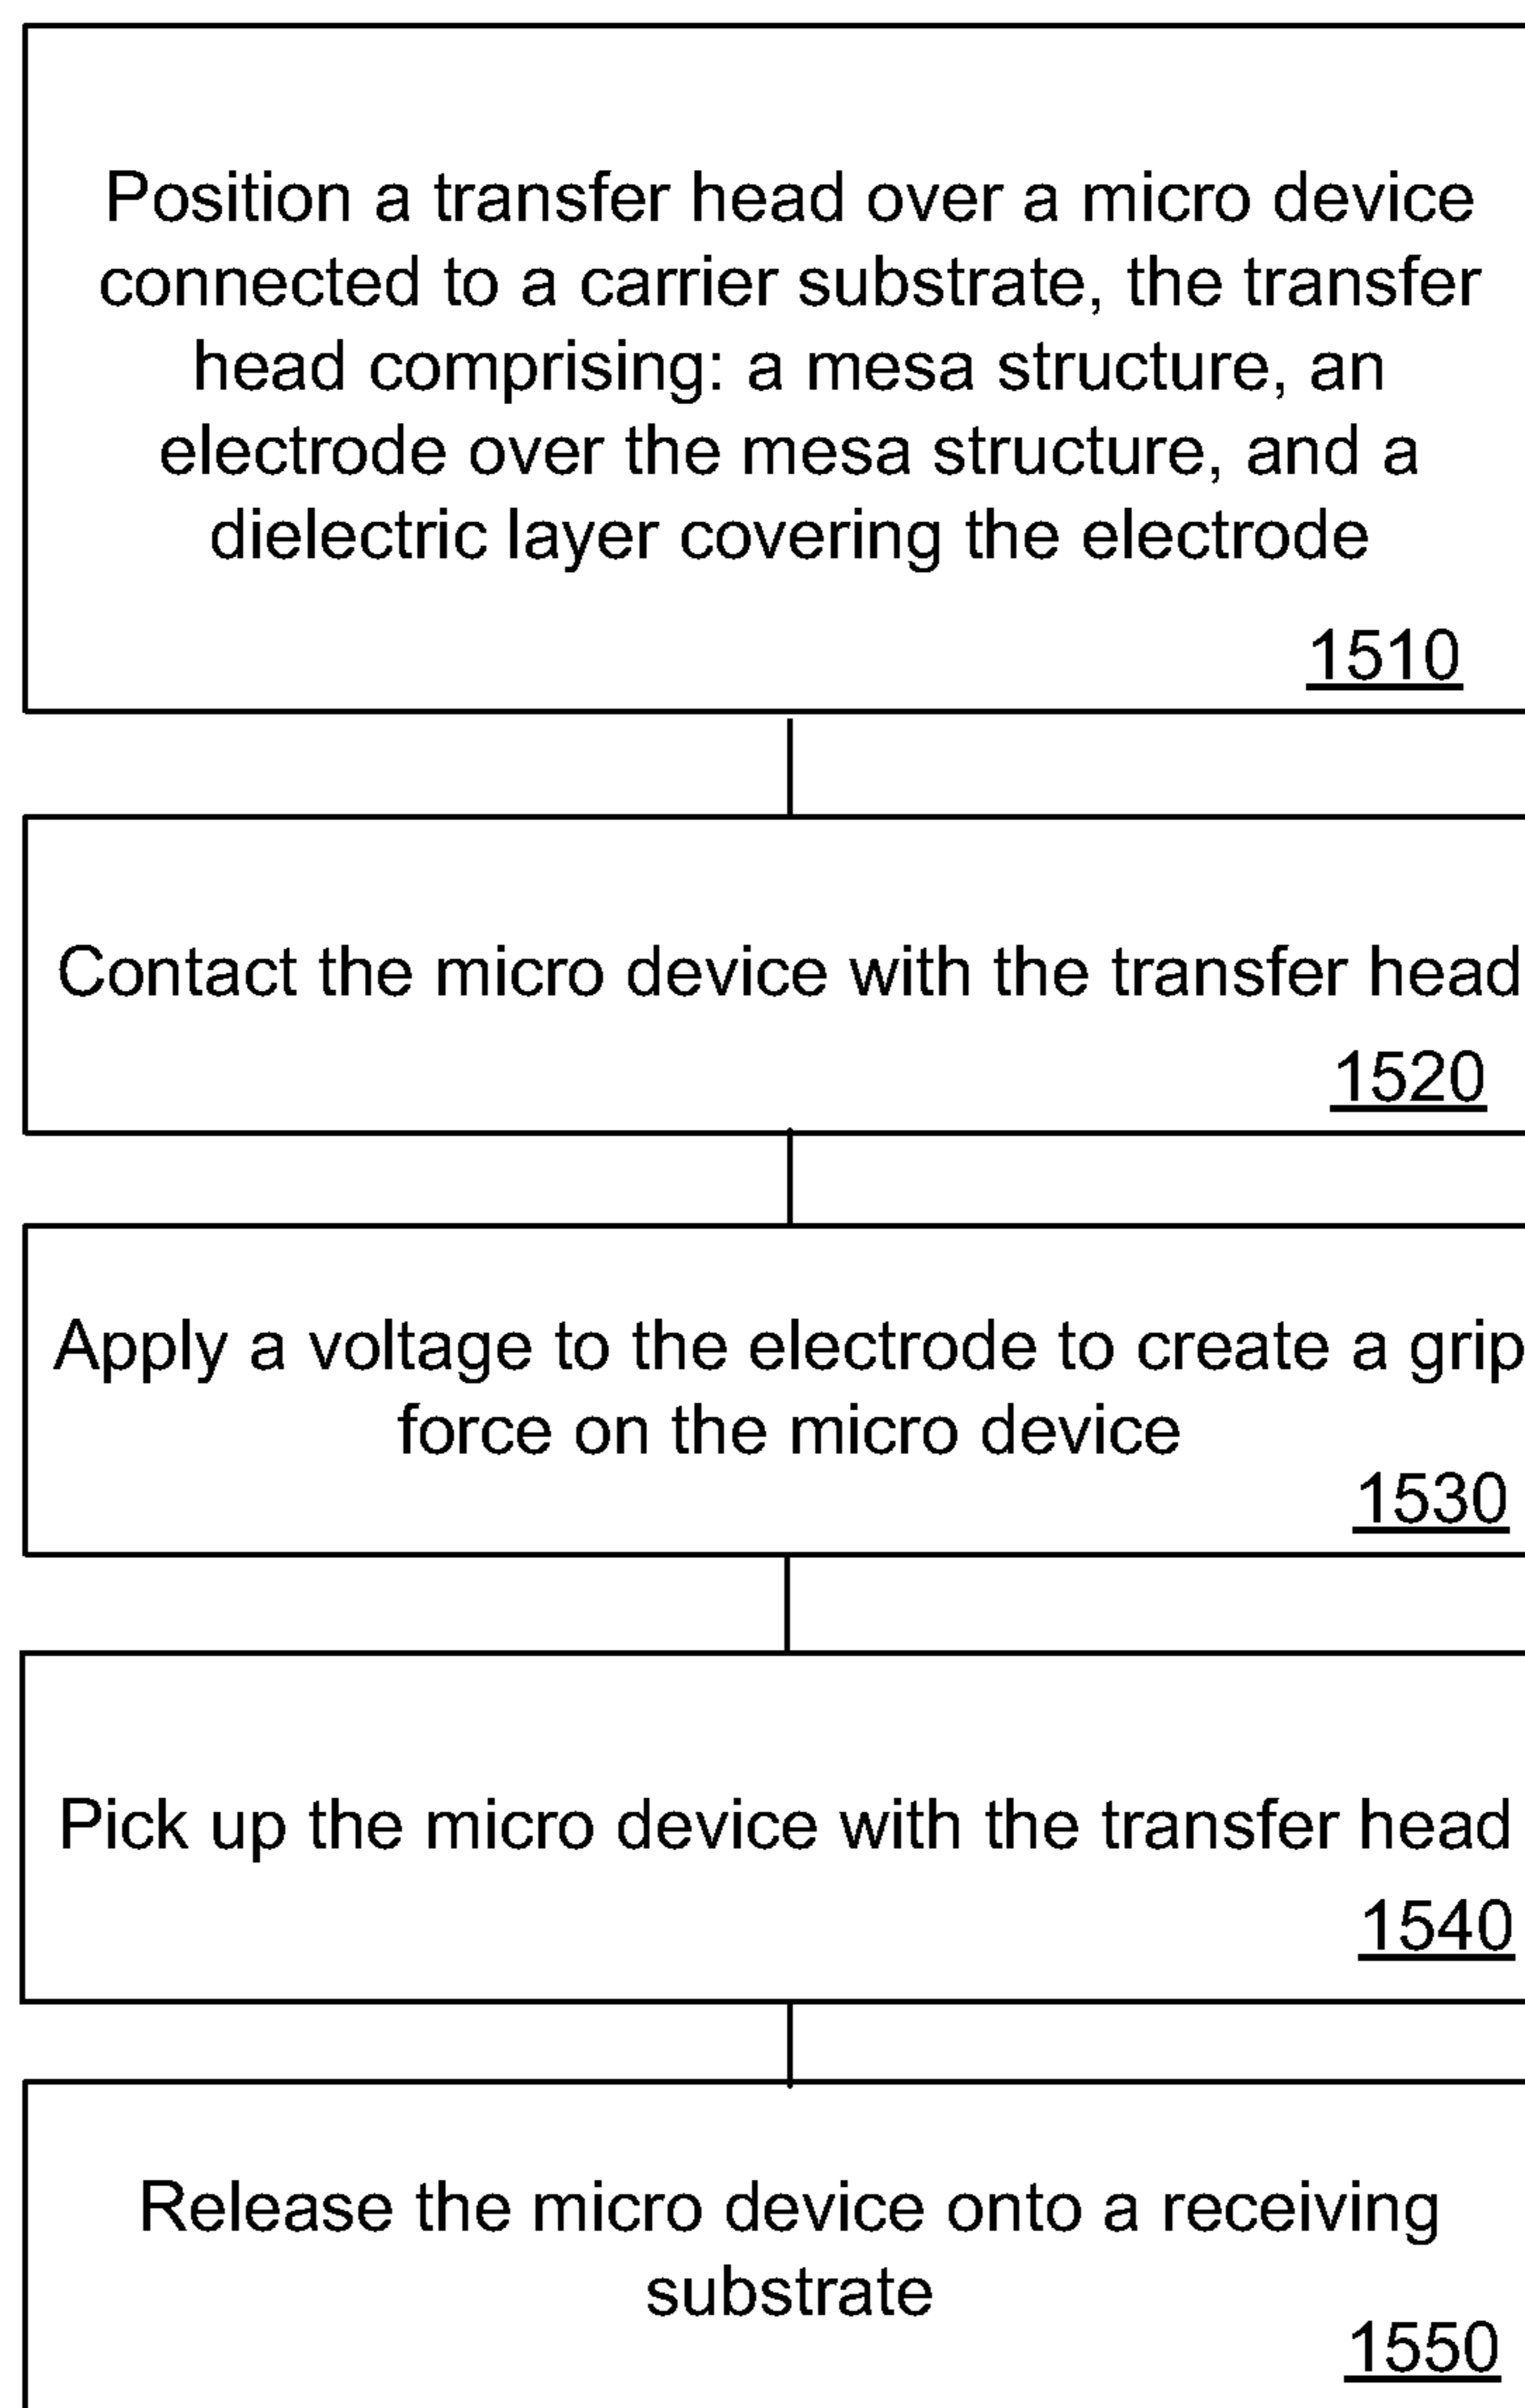 Position a transfer head over a micro device
connected to a carrier substrate, the transfer
head comprising: a mesa structure, an
electrode over the mesa structure, and a
dielectric layer covering the electrode
1510
Contact the micro device with the transfer head
1520
Apply a voltage to the electrode to create a grip
force on the micro device
1530
Pick up the micro device with the transfer head
1540
Release the micro device onto a receiving
substrate
1550